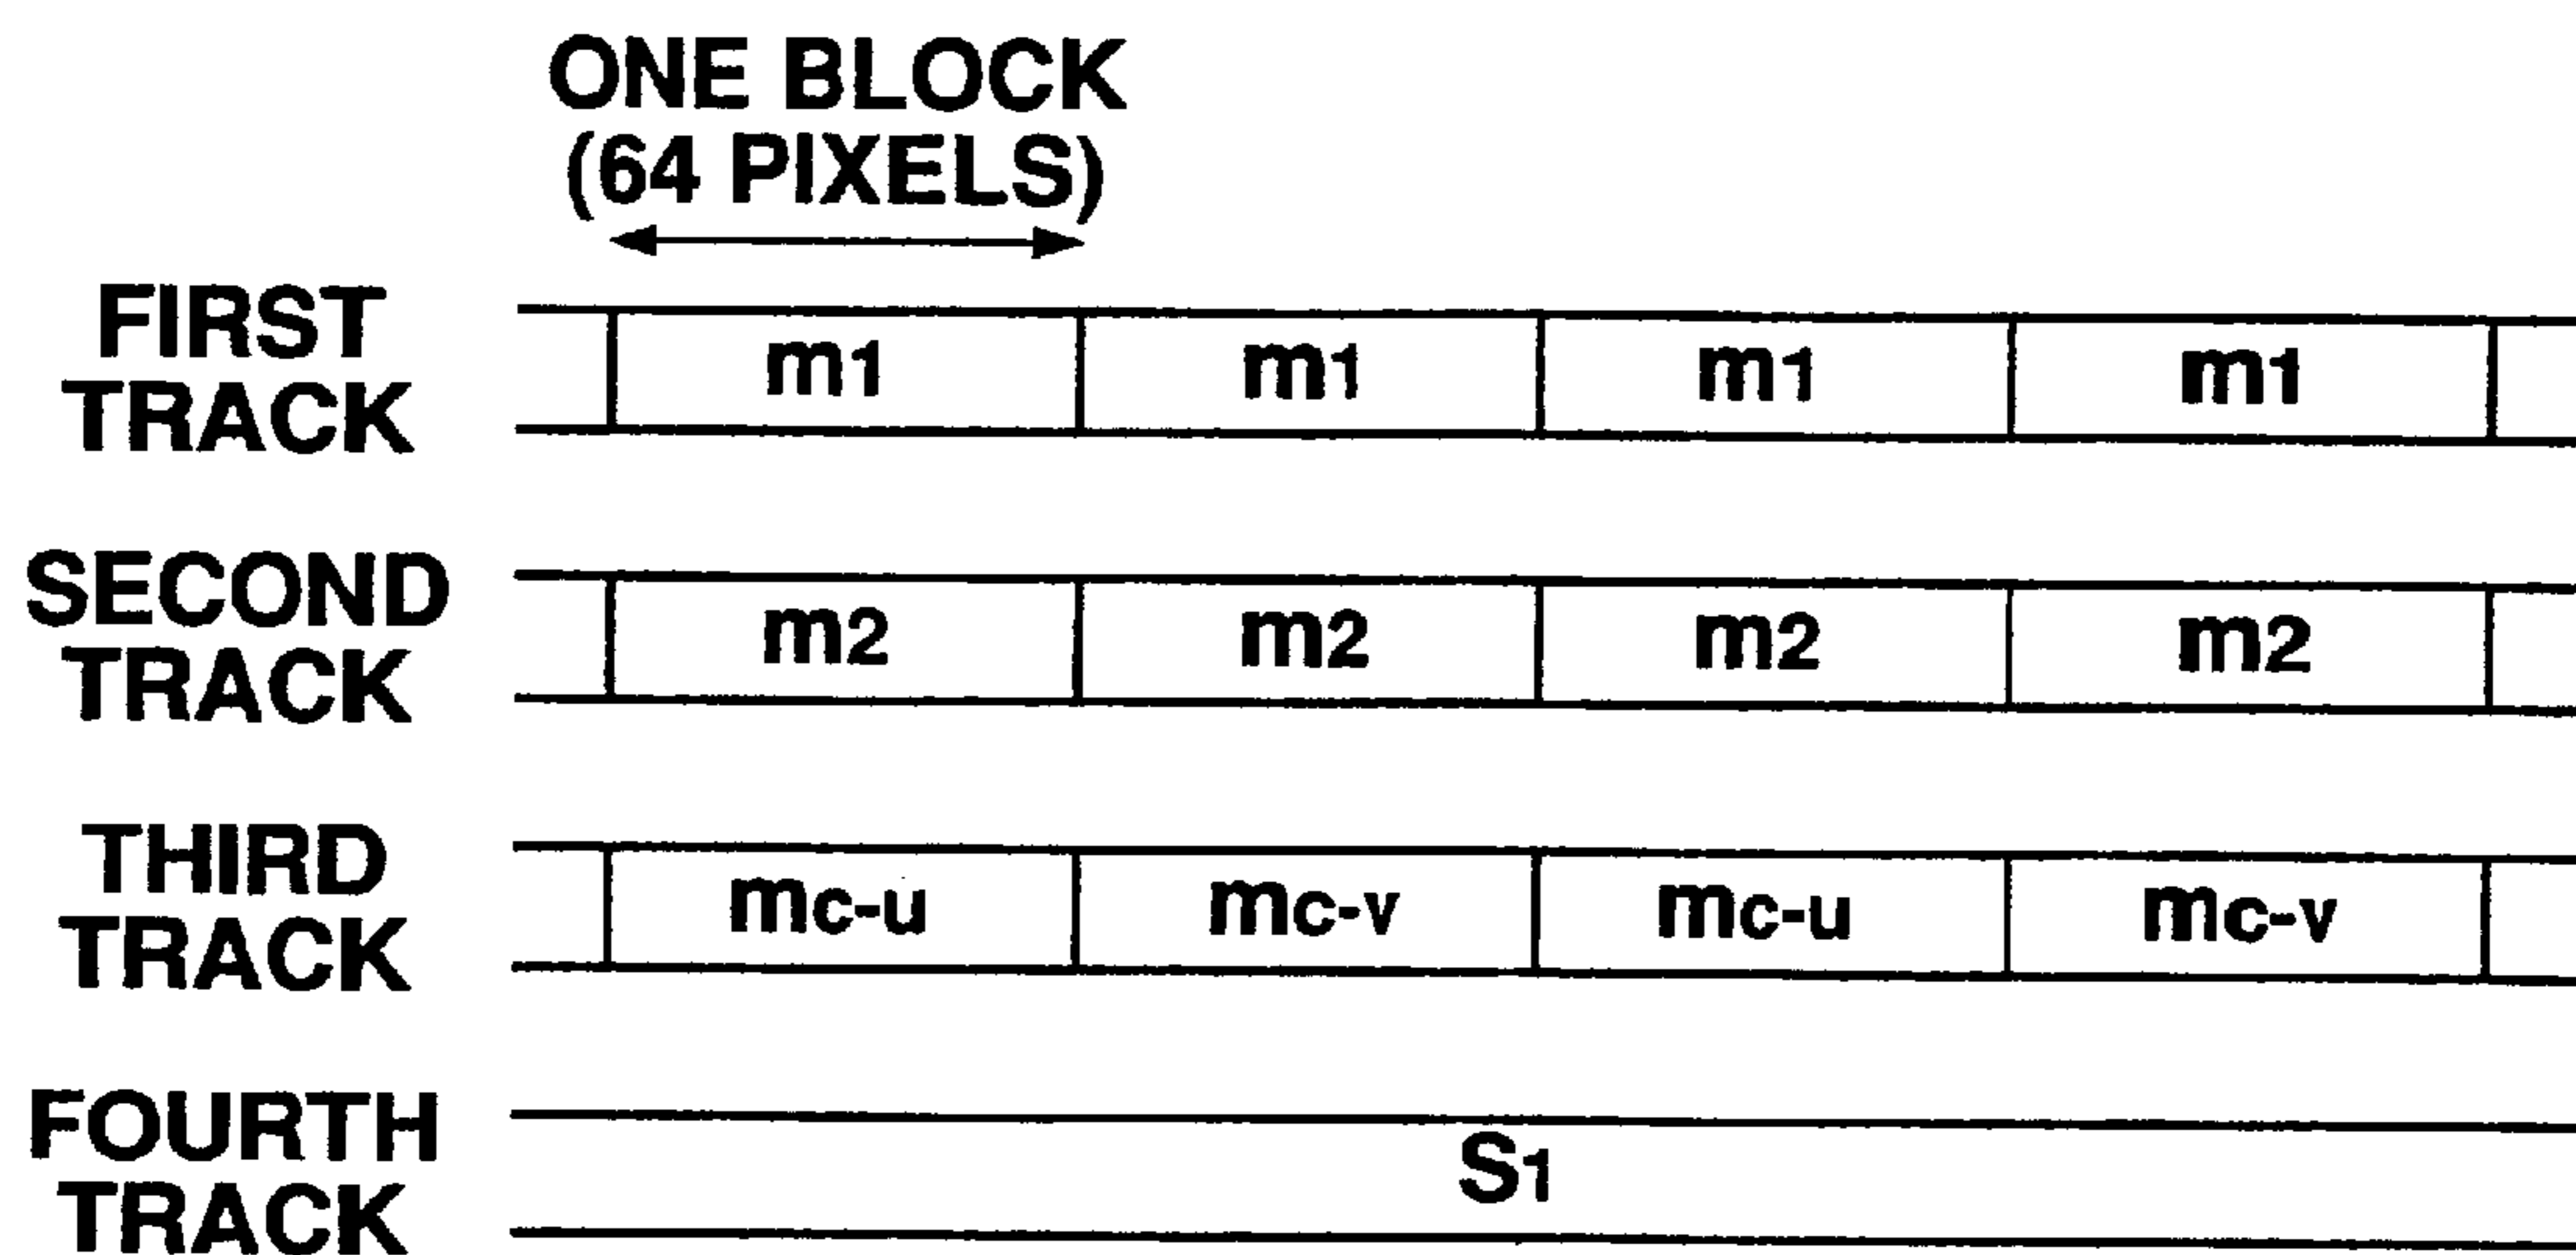 ONE BLOCK
(64 PIXELS)
FIRST
TRACK
m1 m1 m1 m1
SECOND
TRACK
m2 m2 m2 m2
THIRD
TRACK
mc-u mc-v mc-u mc-v
FOURTH
TRACK
S1